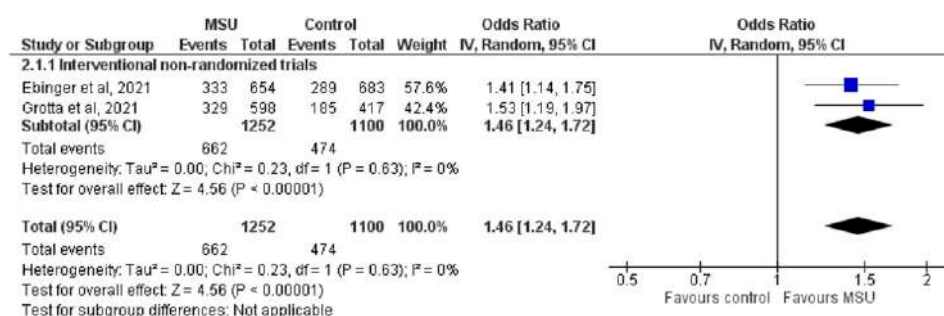 MSU Control Odds Ratio Odds Ratio
Study or Subgroup Events Total Events Total Weight IV, Random, 95% CI IV, Random, 95% CI
2.1.1 Interventional non-randomized trials
Ebinger et al, 2021 333 654 289 683 57.6% 1.41 [1.14, 1.75]
Grotta et al, 2021 329 598 185 417 42.4% 1.53 [1.19, 1.97]
Subtotal (95% CI) 1252 1100 100.0% 1.46 [1.24, 1.72]
Total events 662 474
Heterogeneity: Tau² = 0.00; Chi² = 0.23, df = 1 (P = 0.63); I² = 0%
Test for overall effect: Z = 4.56 (P < 0.00001)
Total (95% CI) 1252 1100 100.0% 1.46 [1.24, 1.72]
Total events 662 474
Heterogeneity: Tau² = 0.00; Chi² = 0.23, df = 1 (P = 0.63); I² = 0%
Test for overall effect: Z = 4.56 (P < 0.00001)
Test for subgroup differences: Not applicable
0.5 0.7 1 1.5 2
Favours control Favours MSU